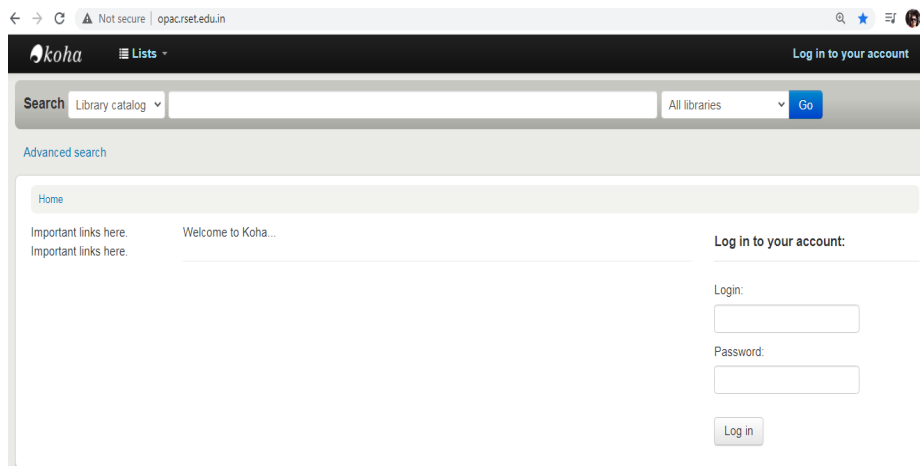 Not secure | opac.rset.edu.in
koha Lists Log in to your account
Search Library catalog All libraries Go
Advanced search
Home
Important links here.
Important links here.
Welcome to Koha...
Log in to your account:
Login:
Password:
Log in